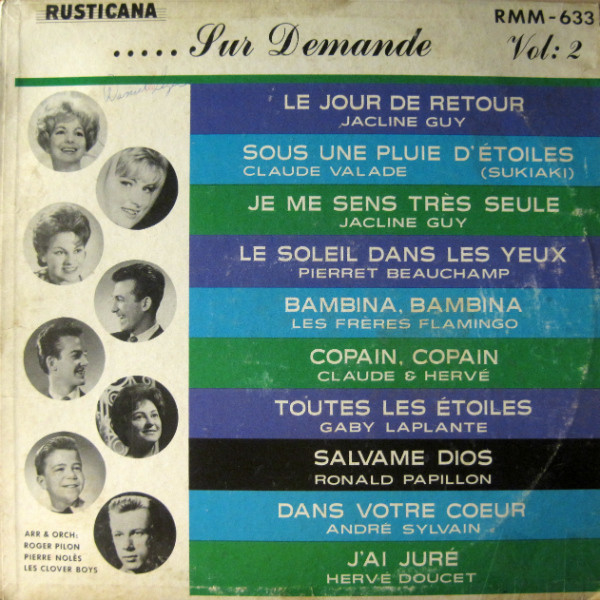 RUSTICANA
RMM-633
..... Sur Demande Vol: 2
LE JOUR DE RETOUR
JACLINE GUY
SOUS UNE PLUIE D'ÉTOILES
CLAUDE VALADE (SUKIAKI)
JE ME SENS TRÈS SEULE
JACLINE GUY
LE SOLEIL DANS LES YEUX
PIERRET BEAUCHAMP
BAMBINA, BAMBINA
LES FRÈRES FLAMINGO
COPAIN, COPAIN
CLAUDE & HERVÉ
TOUTES LES ÉTOILES
GABY LAPLANTE
SALVAME DIOS
RONALD PAPILLON
DANS VOTRE COEUR
ANDRÉ SYLVAIN
J'AI JURÉ
HERVÉ DOUCET
ARR & ORCH:
ROGER PILON
PIERRE NOLÈS
LES CLOVER BOYS